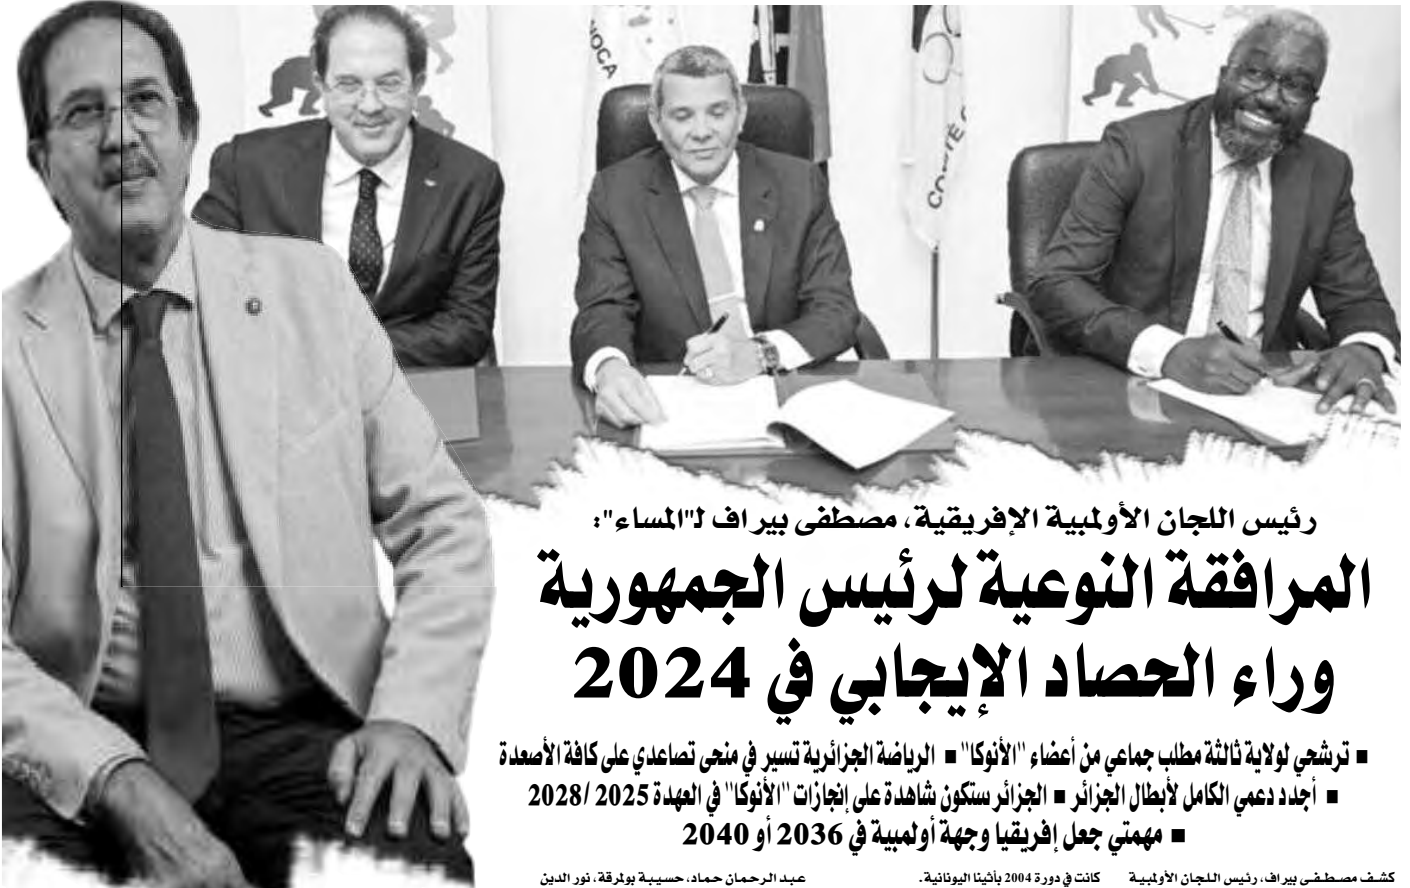 NOCA
COMITÉ
رئيس اللجان الأولمبية الإفريقية، مصطفى بيراف لـ"المساء":
المرافقة النوعية لرئيس الجمهورية
وراء الحصاد الإيجابي في 2024
■ ترشحي لولاية ثالثة مطلب جماعي من أعضاء "الأنوكا" ■ الرياضة الجزائرية تسير في منحى تصاعدي على كافة الأصعدة
■ أجدد دعمي الكامل لأبطال الجزائر ■ الجزائر ستكون شاهدة على إنجازات "الأنوكا" في العهدة 2025 /2028
■ مهمتي جعل إفريقيا وجهة أولمبية في 2036 أو 2040
كشف مصطفى بيراف، رئيس اللجان الأولمبية
كانت في دورة 2004 بأثينا اليونانية.
عبد الرحمان حماد، حسيبة بولمرقة، نور الدين